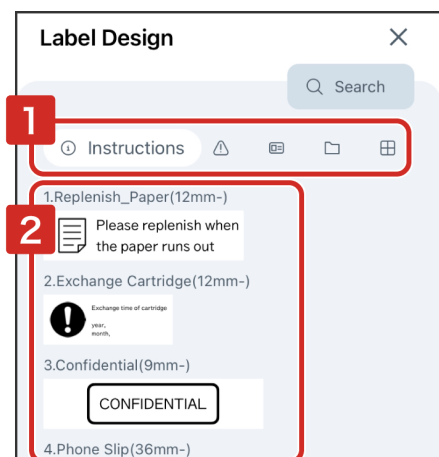 Label Design
Search
1
Instructions
2
1.Replenish_Paper(12mm-)
Please replenish when
the paper runs out
2.Exchange Cartridge(12mm-)
Exchange time of cartridge
year,
month,
3.Confidential(9mm-)
CONFIDENTIAL
4.Phone Slip(36mm-)